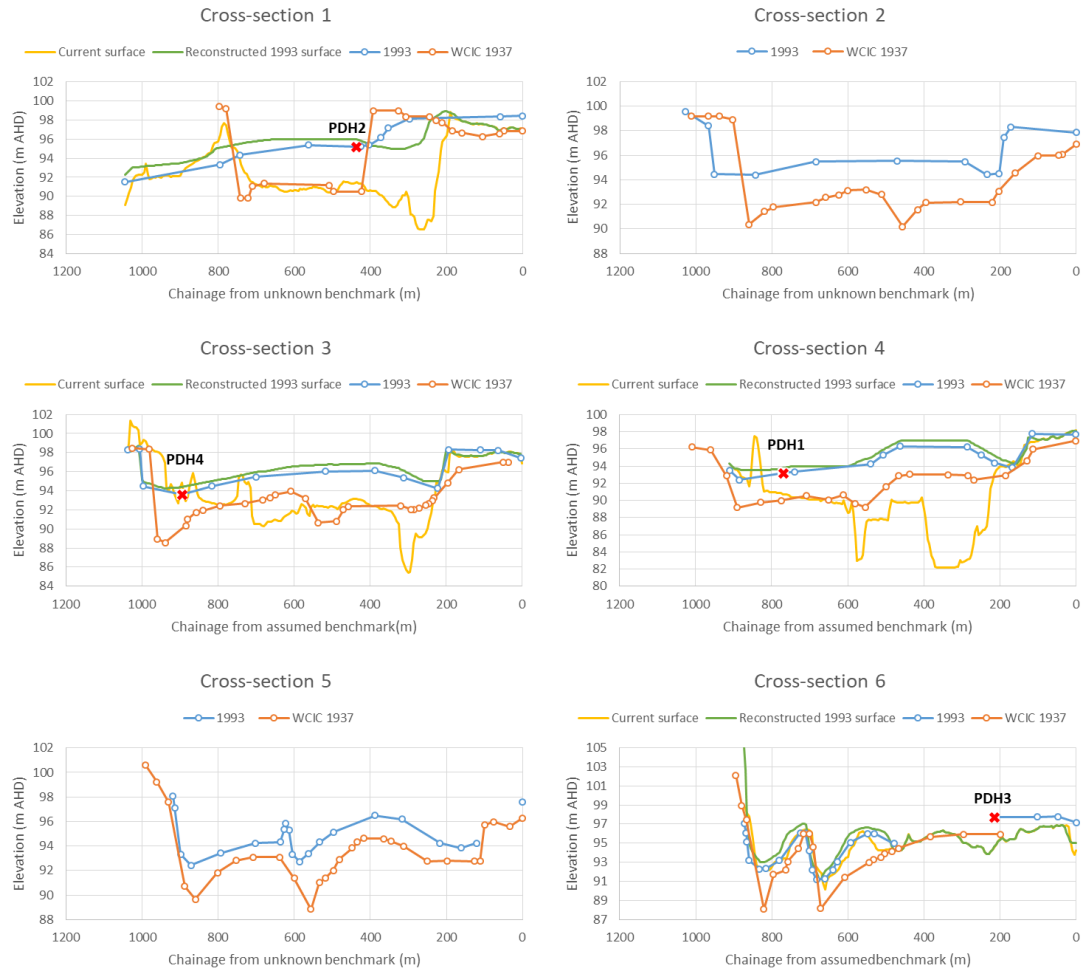 Cross-section 1
Current surface Reconstructed 1993 surface 1993 WCIC 1937
102
100
98
96
94
92
90
88
86
84
Elevation (m AHD)
PDH2
1200 1000 800 600 400 200 0
Chainage from unknown benchmark (m)
Cross-section 2
1993 WCIC 1937
102
100
98
96
94
92
90
88
86
Elevation (m AHD)
1200 1000 800 600 400 200 0
Chainage from unknown benchmark (m)
Cross-section 3
Current surface Reconstructed 1993 surface 1993 WCIC 1937
102
100
98
96
94
92
90
88
86
84
Elevation (m AHD)
PDH4
1200 1000 800 600 400 200 0
Chainage from assumed benchmark(m)
Cross-section 4
Current surface Reconstructed 1993 surface 1993 WCIC 1937
100
98
96
94
92
90
88
86
84
82
80
Elevation (m AHD)
PDH1
1200 1000 800 600 400 200 0
Chainage from assumed benchmark (m)
Cross-section 5
1993 WCIC 1937
102
100
98
96
94
92
90
88
Elevation (m AHD)
1200 1000 800 600 400 200 0
Chainage from unknown benchmark (m)
Cross-section 6
Current surface Reconstructed 1993 surface 1993 WCIC 1937
105
103
101
99
97
95
93
91
89
87
Elevation (m AHD)
PDH3
1200 1000 800 600 400 200 0
Chainage from assumedbenchmark (m)